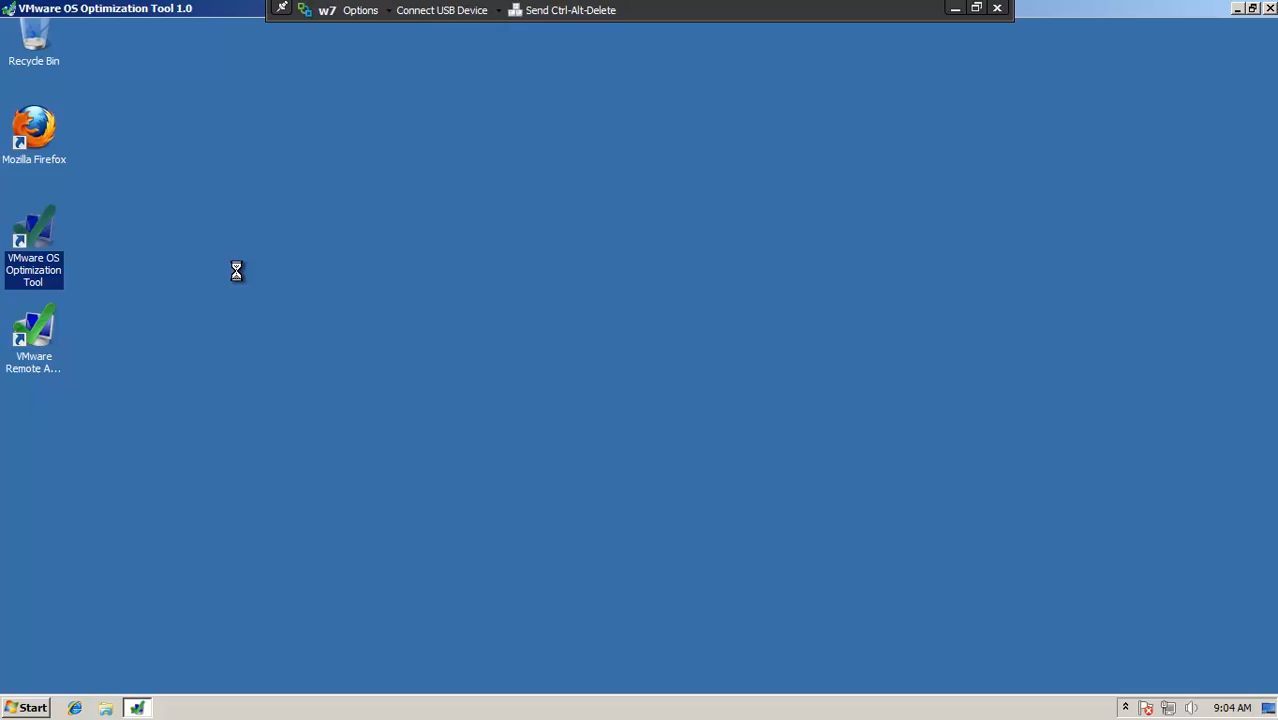 VMware OS Optimization Tool 1.0
w7 Options Connect USB Device Send Ctrl-Alt-Delete
Recycle Bin
Mozilla Firefox
VMware OS
Optimization
Tool
VMware
Remote A...
Start
9:04 AM